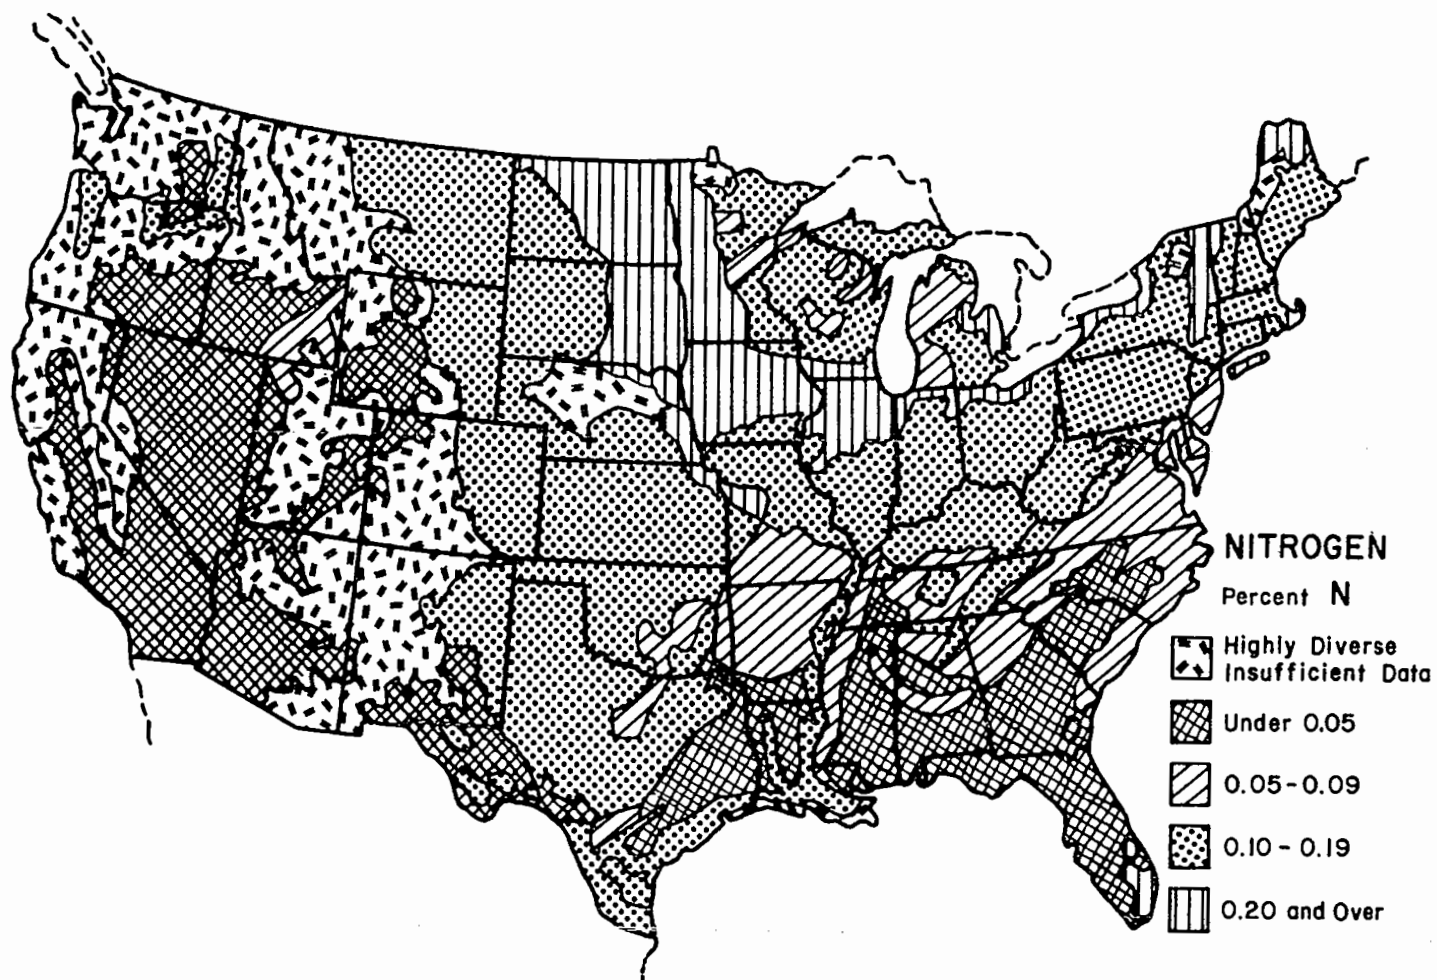 NITROGEN
Percent N
Highly Diverse
Insufficient Data
Under 0.05
0.05-0.09
0.10 - 0.19
0.20 and Over